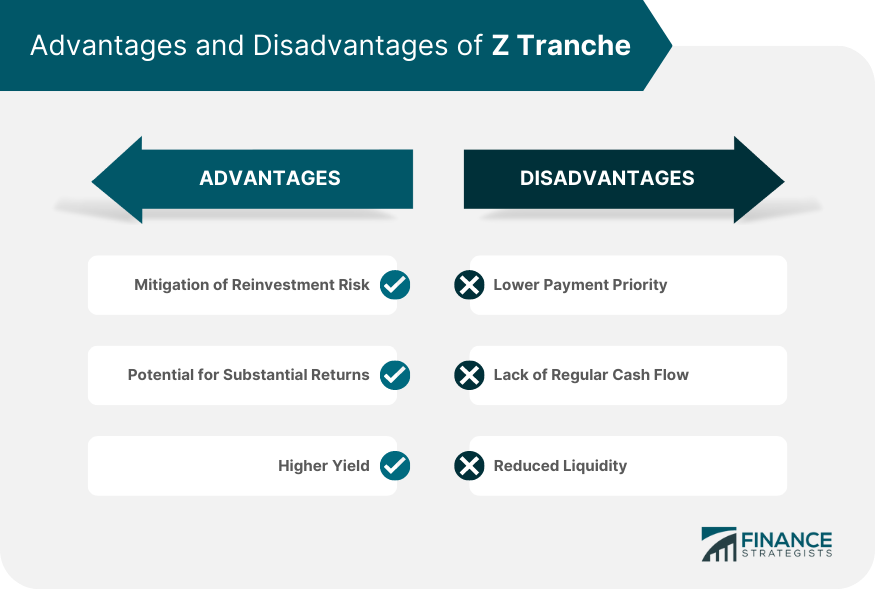 Advantages and Disadvantages of Z Tranche
ADVANTAGES
DISADVANTAGES
Mitigation of Reinvestment Risk
Lower Payment Priority
Potential for Substantial Returns
Lack of Regular Cash Flow
Higher Yield
Reduced Liquidity
FINANCE
STRATEGISTS